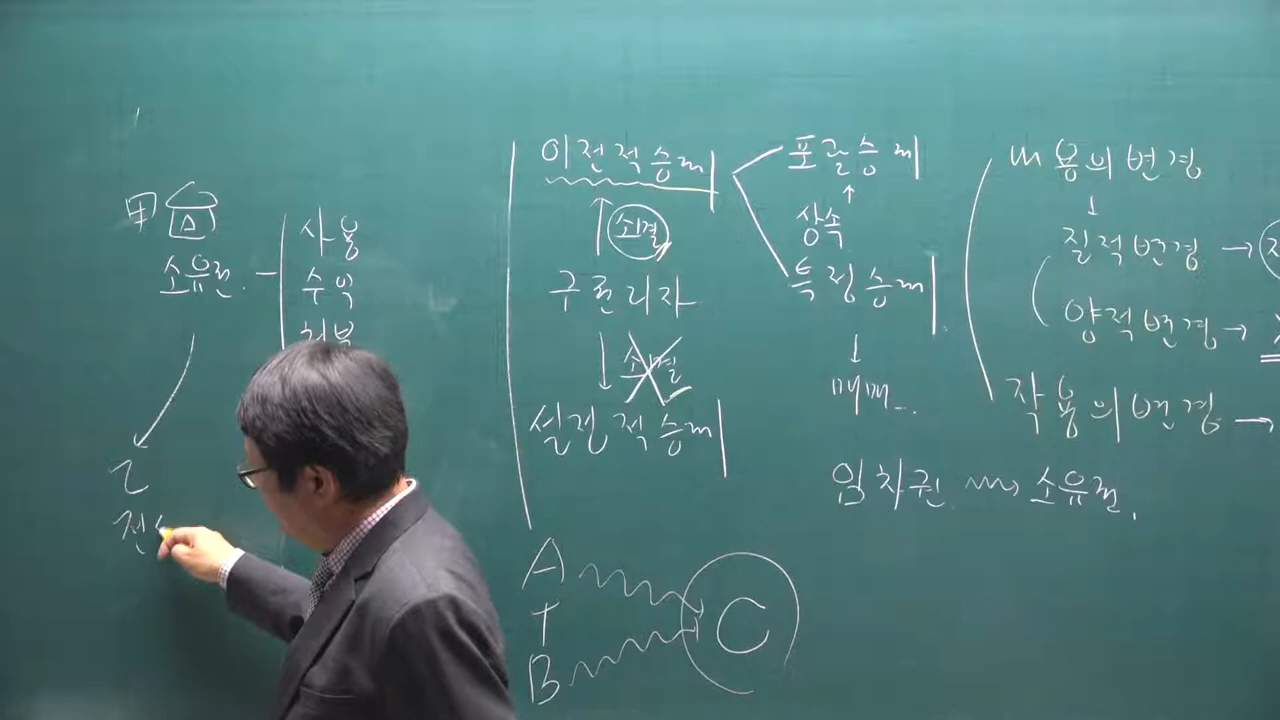 甲
소유권
사용
수익
처분
乙
전
이전적승계
소멸
구권리자
소멸
설정적승계
포괄승계
상속
특정승계
매매...
내용의 변경
질적변경 →
양적변경 →
작용의 변경 →
임차권 소유권
A
T
B
C